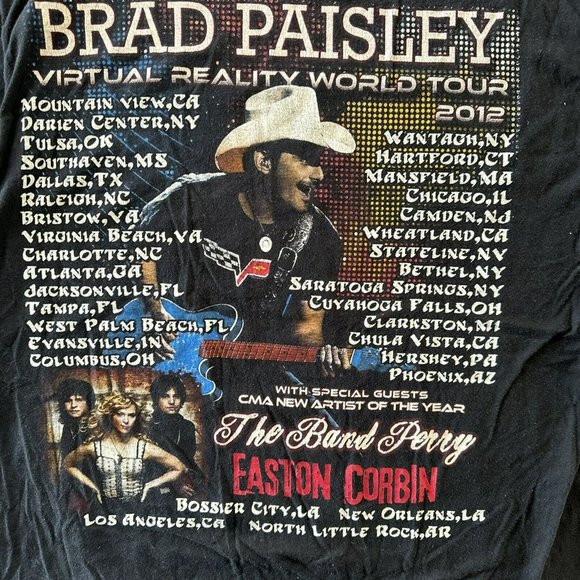 BRAD PAISLEY
VIRTUAL REALITY WORLD TOUR
2012
MOUNTAIN VIEW,CA
DARIEN CENTER,NY
TULSA,OK
SOUTHAVEN,MS
DALLAS,TX
RALEIGH,NC
BRISTOW,VA
VIRGINIA BEACH,VA
CHARLOTTE,NC
ATLANTA,GA
JACKSONVILLE,FL
TAMPA,FL
WEST PALM BEACH,FL
EVANSVILLE,IN
COLUMBUS,OH
WANTAGH,NY
HARTFORD,CT
MANSFIELD,MA
CHICAGO,IL
CAMDEN,NJ
WHEATLAND,CA
STATELINE,NY
BETHEL,NY
SARATOGA SPRINGS,NY
CUYAHOGA FALLS,OH
CLARKSTON,MI
CHULA VISTA,CA
HERSHEY,PA
PHOENIX,AZ
WITH SPECIAL GUESTS
CMA NEW ARTIST OF THE YEAR
The Band Perry
EASTON CORBIN
BOSSIER CITY,LA NEW ORLEANS,LA
LOS ANGELES,CA NORTH LITTLE ROCK,AR